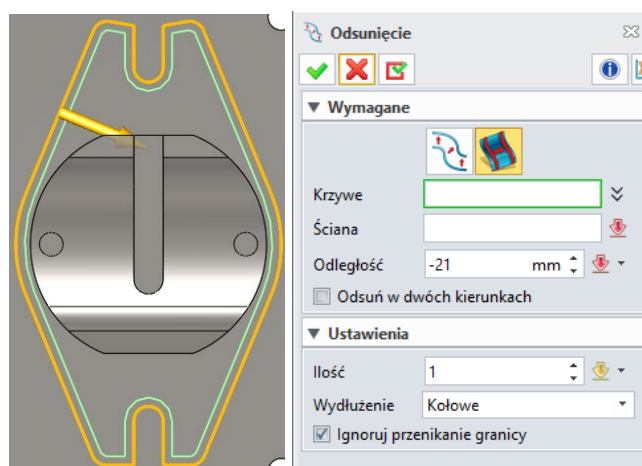 Odsunięcie
Wymagane
Krzywe
Ściana
Odległość -21 mm
Odsuń w dwóch kierunkach
Ustawienia
Ilość 1
Wydłużenie Kołowe
Ignoruj przenikanie granicy